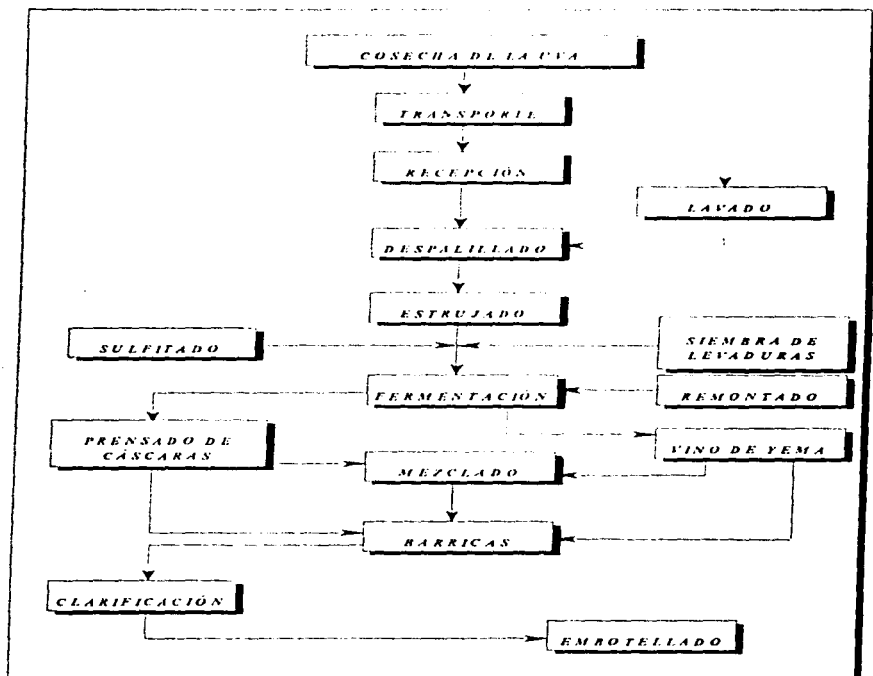 COSECHA DE LA UVA
TRANSPORTE
RECEPCIÓN
LAVADO
DESPALILLADO
ESTRUJADO
SULFITADO
SIEMBRA DE
LEVADURAS
FERMENTACIÓN
REMONTADO
PRENSADO DE
CÁSCARAS
VINO DE YEMA
MEZCLADO
BARRICAS
CLARIFICACIÓN
EMBOTELLADO